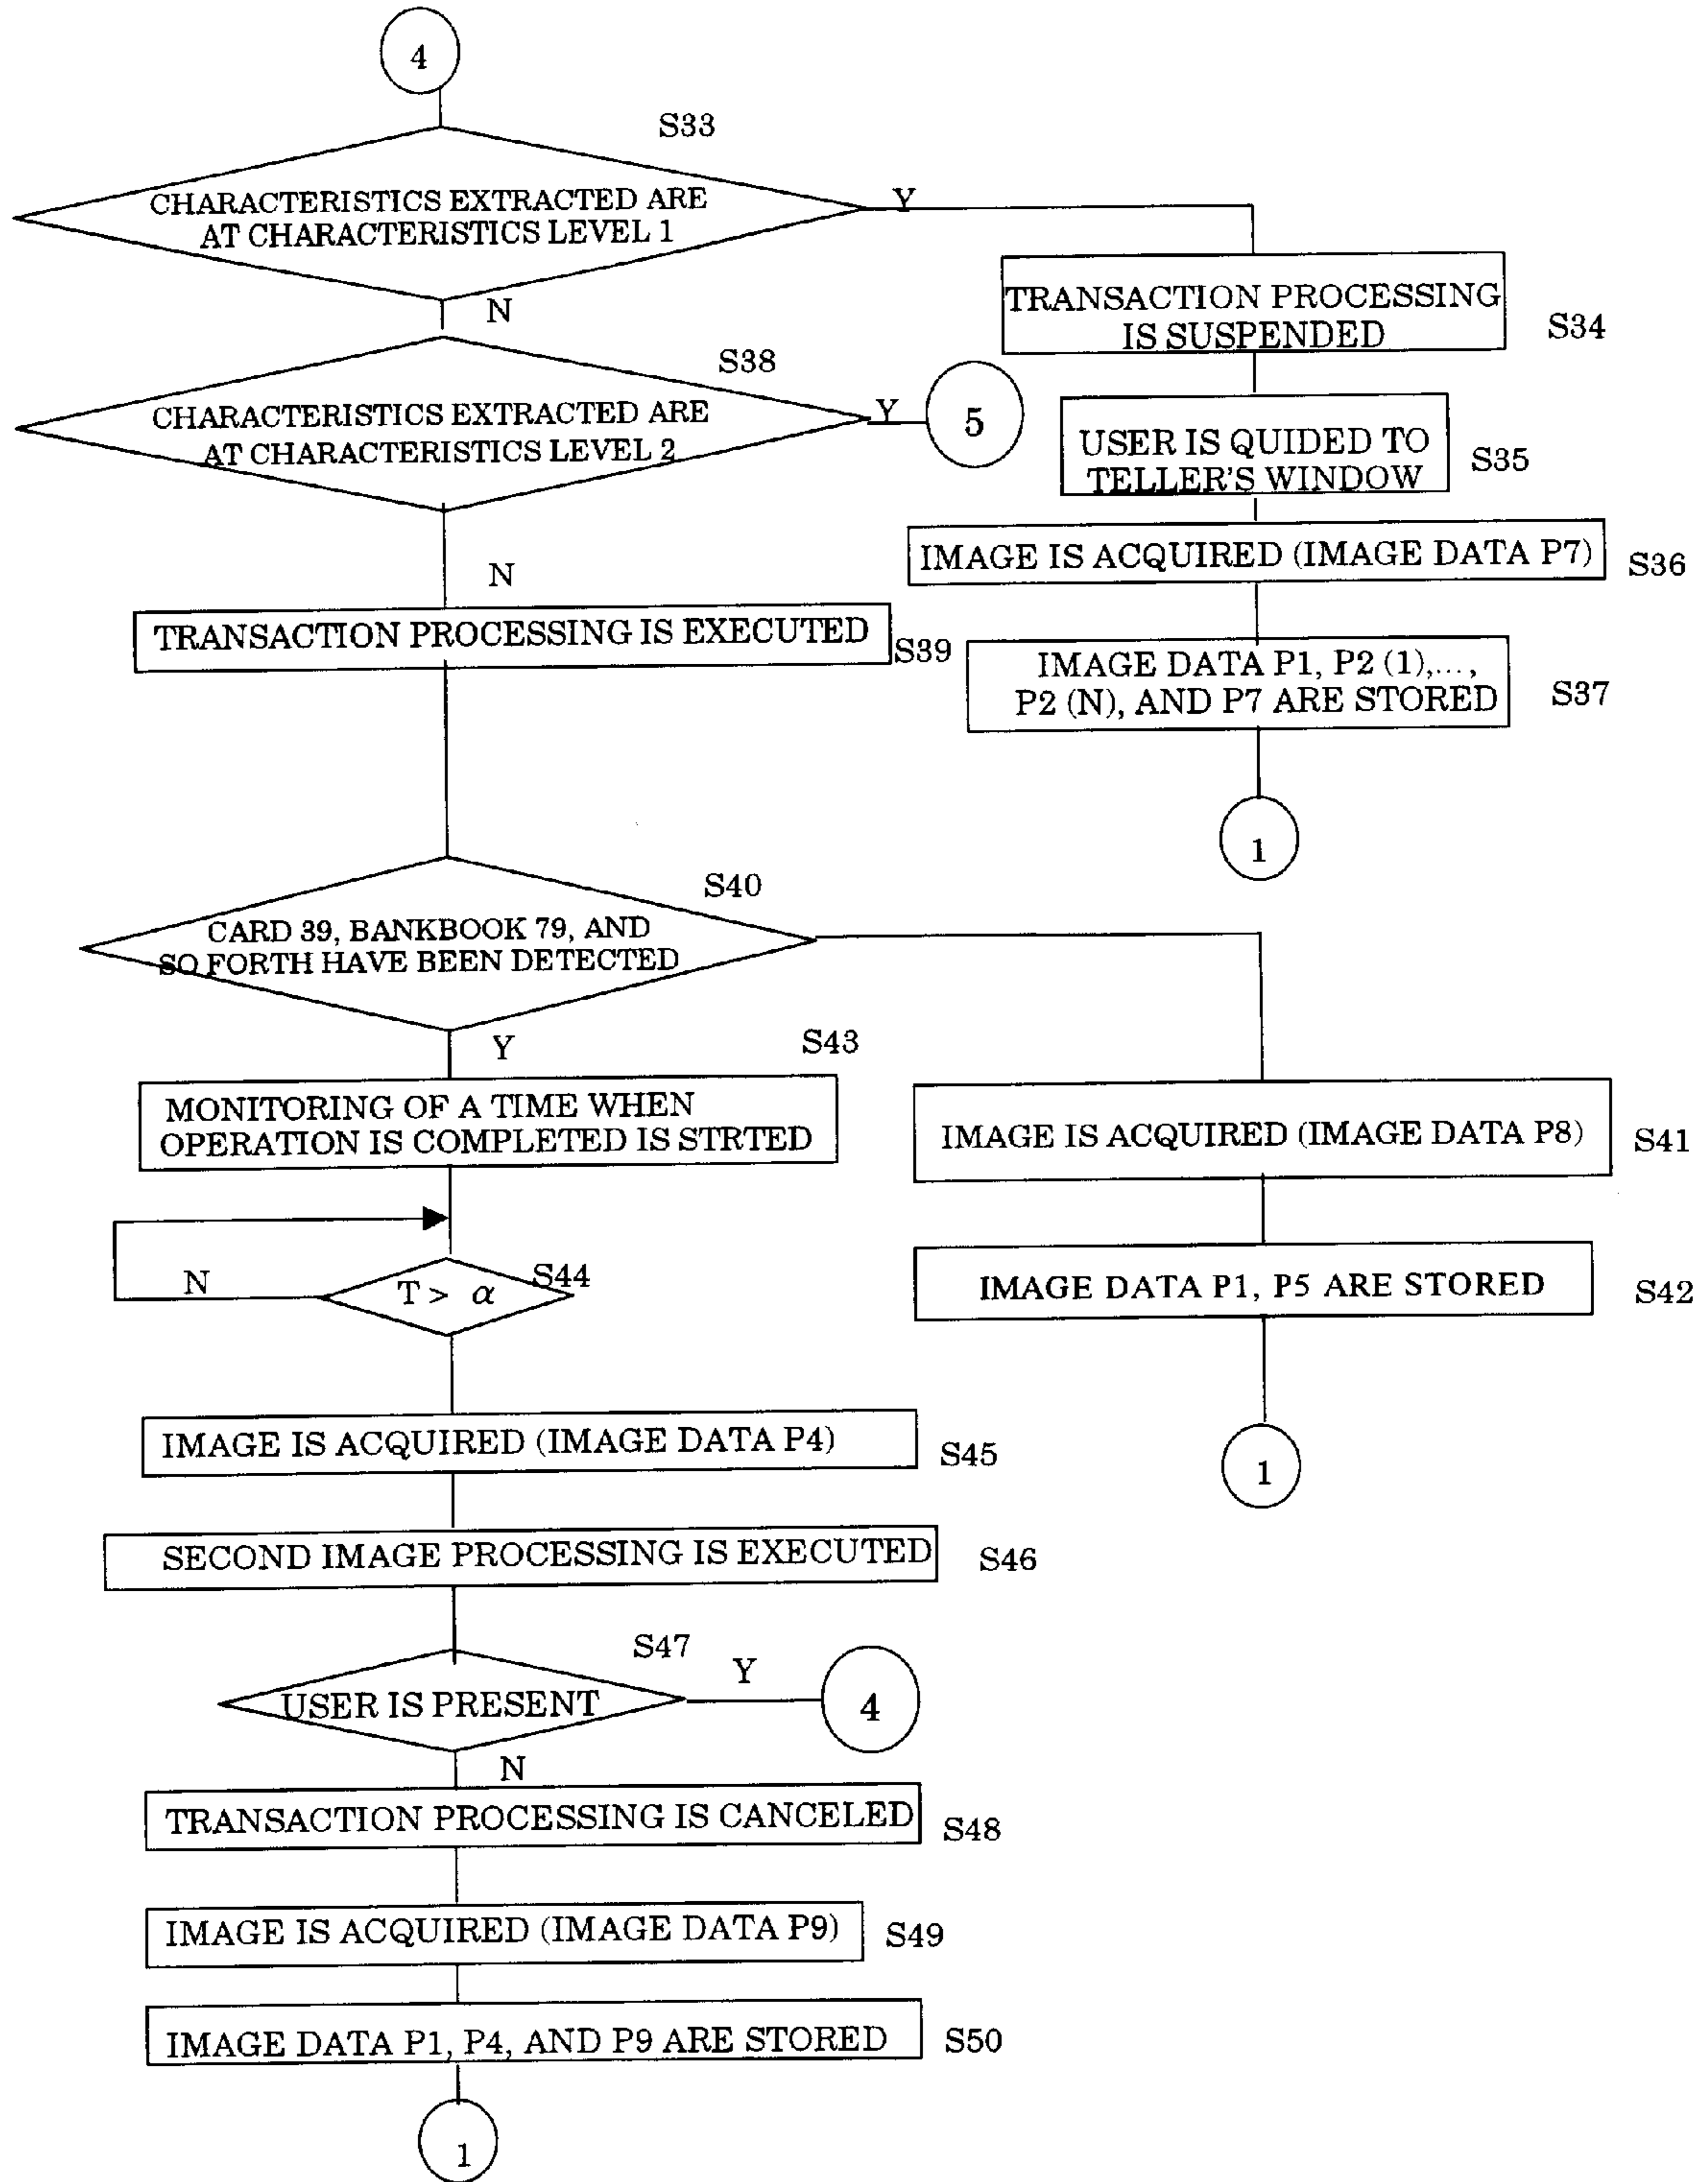 4
S33
CHARACTERISTICS EXTRACTED ARE
AT CHARACTERISTICS LEVEL 1
Y
N
TRANSACTION PROCESSING
IS SUSPENDED
S34
S38
CHARACTERISTICS EXTRACTED ARE
AT CHARACTERISTICS LEVEL 2
Y
5
N
USER IS QUIDED TO
TELLER'S WINDOW
S35
IMAGE IS ACQUIRED (IMAGE DATA P7)
S36
TRANSACTION PROCESSING IS EXECUTED
S39
IMAGE DATA P1, P2 (1),...,
P2 (N), AND P7 ARE STORED
S37
1
S40
CARD 39, BANKBOOK 79, AND
SO FORTH HAVE BEEN DETECTED
Y
S43
MONITORING OF A TIME WHEN
OPERATION IS COMPLETED IS STRTED
IMAGE IS ACQUIRED (IMAGE DATA P8)
S41
N
T > α
S44
IMAGE DATA P1, P5 ARE STORED
S42
1
IMAGE IS ACQUIRED (IMAGE DATA P4)
S45
SECOND IMAGE PROCESSING IS EXECUTED
S46
S47
USER IS PRESENT
Y
4
N
TRANSACTION PROCESSING IS CANCELED
S48
IMAGE IS ACQUIRED (IMAGE DATA P9)
S49
IMAGE DATA P1, P4, AND P9 ARE STORED
S50
1